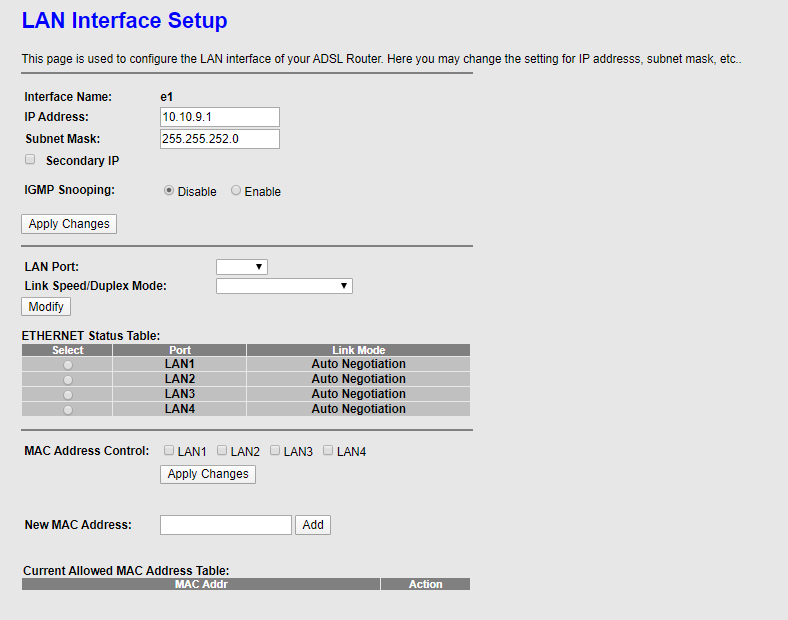 LAN Interface Setup
This page is used to configure the LAN interface of your ADSL Router. Here you may change the setting for IP addresss, subnet mask, etc..
Interface Name: e1
IP Address: 10.10.9.1
Subnet Mask: 255.255.252.0
Secondary IP
IGMP Snooping: Disable Enable
Apply Changes
LAN Port:
Link Speed/Duplex Mode:
Modify
ETHERNET Status Table:
Select Port Link Mode
LAN1 Auto Negotiation
LAN2 Auto Negotiation
LAN3 Auto Negotiation
LAN4 Auto Negotiation
MAC Address Control: LAN1 LAN2 LAN3 LAN4
Apply Changes
New MAC Address: Add
Current Allowed MAC Address Table:
MAC Addr Action